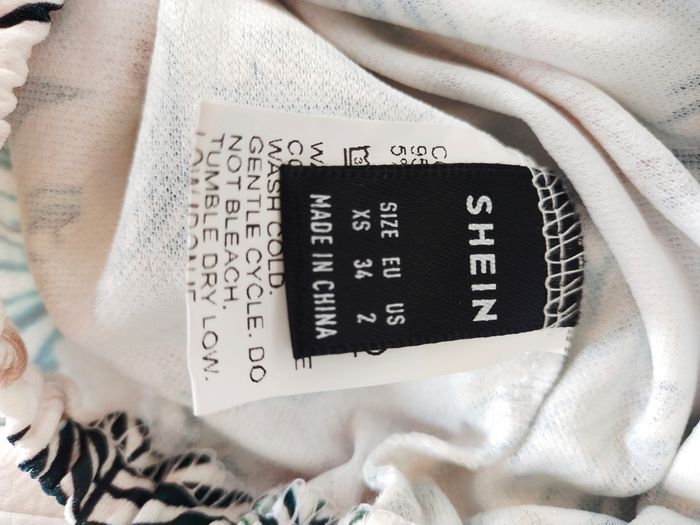 SHEIN
SIZE EU US
XS 34 2
MADE IN CHINA
WASH COLD.
GENTLE CYCLE. DO
NOT BLEACH.
TUMBLE DRY LOW.